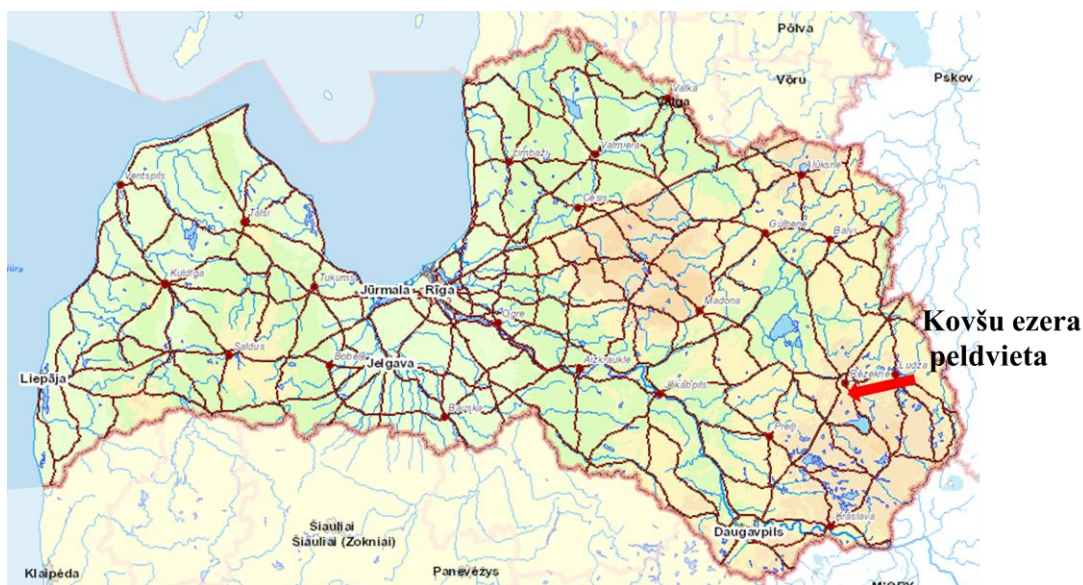 Põlva
Võru
Pskov
Valka
Valga
Limbaži
Valmiera
Alūksne
Ventspils
Cēsis
Talsi
Gulbene
Balvi
Kuldīga
Tukums
Jūrmala
Rīga
Madona
Ogre
Kovšu ezera
peldvieta
Saldus
Dobele
Jelgava
Aizkraukle
Rēzekne
Ludza
Liepāja
Jēkabpils
Bauska
Preiļi
Krāslava
Daugavpils
Šiauliai
Šiauliai (Zokniai)
Klaipėda
Panevėžys